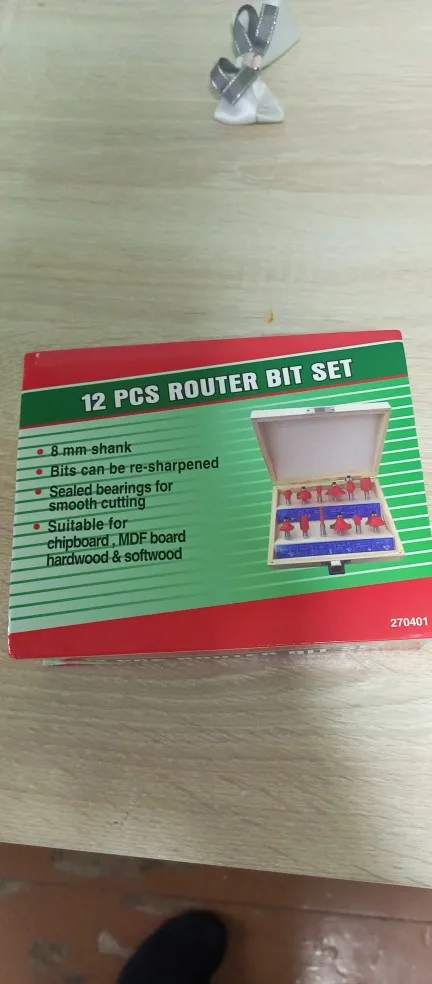 12 PCS ROUTER BIT SET
• 8 mm shank
• Bits can be re-sharpened
• Sealed bearings for
smooth cutting
• Suitable for
chipboard , MDF board
hardwood & softwood
270401